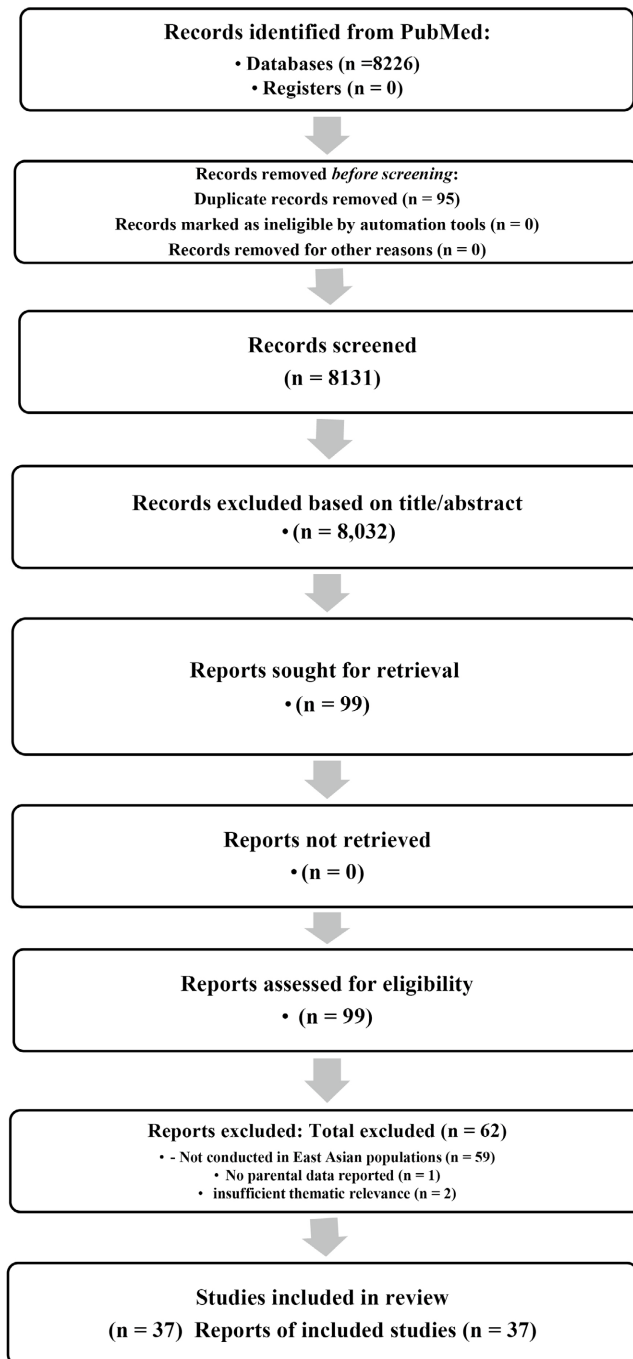 Records identified from PubMed:
• Databases (n =8226)
• Registers (n = 0)
Records removed before screening:
Duplicate records removed (n = 95)
Records marked as ineligible by automation tools (n = 0)
Records removed for other reasons (n = 0)
Records screened
(n = 8131)
Records excluded based on title/abstract
• (n = 8,032)
Reports sought for retrieval
• (n = 99)
Reports not retrieved
• (n = 0)
Reports assessed for eligibility
• (n = 99)
Reports excluded: Total excluded (n = 62)
• - Not conducted in East Asian populations (n = 59)
• No parental data reported (n = 1)
• insufficient thematic relevance (n = 2)
Studies included in review
(n = 37) Reports of included studies (n = 37)